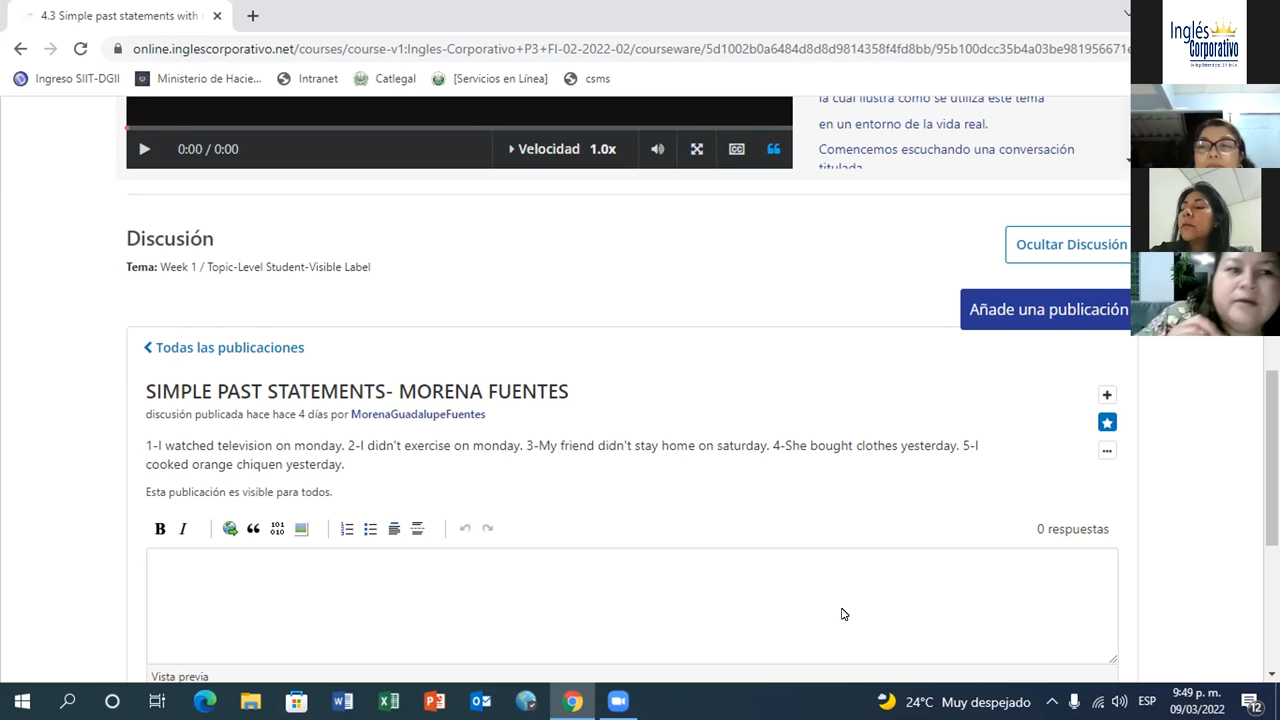 4.3 Simple past statements with
online.inglescorporativo.net/courses/course-v1:Ingles-Corporativo+P3+FI-02-2022-02/courseware/5d1002b0a6484d8d8d9814358f4fd8bb/95b100dcc35b4a03be981956671e
Ingreso SIIT-DGII
Ministerio de Hacie...
Intranet
Catlegal
[Servicios en Línea]
csms
Inglés
Corporativo
la cual ilustra cómo se utiliza este tema
en un entorno de la vida real.
Comencemos escuchando una conversación
titulada
0:00 / 0:00
Velocidad 1.0x
CC
Discusión
Ocultar Discusión
Tema: Week 1 / Topic-Level Student-Visible Label
Añade una publicación
Todas las publicaciones
SIMPLE PAST STATEMENTS- MORENA FUENTES
discusión publicada hace hace 4 días por MorenaGuadalupeFuentes
1-I watched television on monday. 2-I didn't exercise on monday. 3-My friend didn't stay home on saturday. 4-She bought clothes yesterday. 5-I
cooked orange chiquen yesterday.
Esta publicación es visible para todos.
B I
101
010
0 respuestas
Vista previa
24°C Muy despejado
ESP
9:49 p. m.
09/03/2022
12